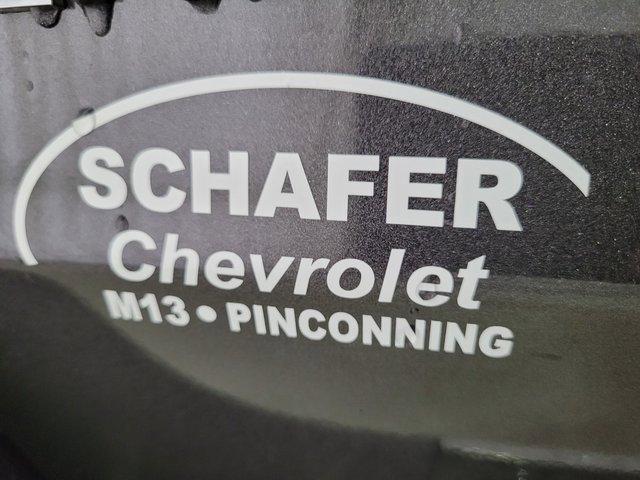 SCHAFER
Chevrolet
M13 • PINCONNING